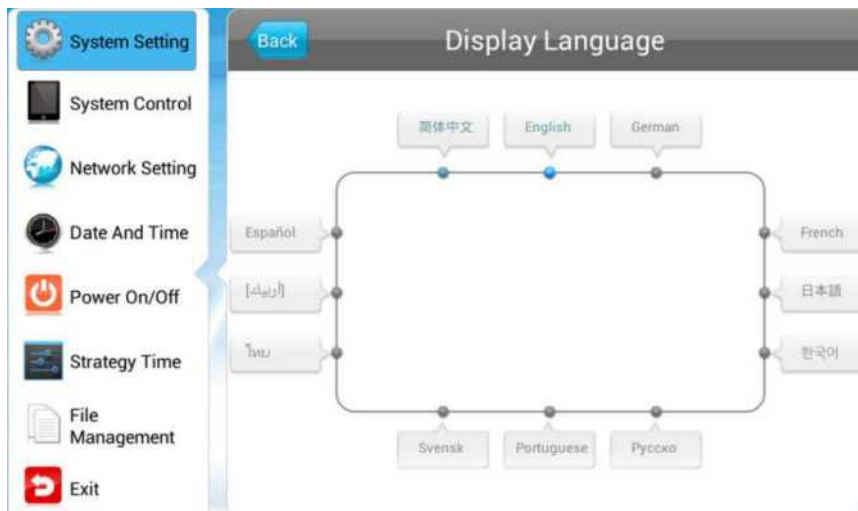 System Setting
System Control
Network Setting
Date And Time
Power On/Off
Strategy Time
File
Management
Exit
Back
Display Language
简体中文
English
German
Español
[أربيك]
ไทย
French
日本語
한국어
Svensk
Portuguese
Русско